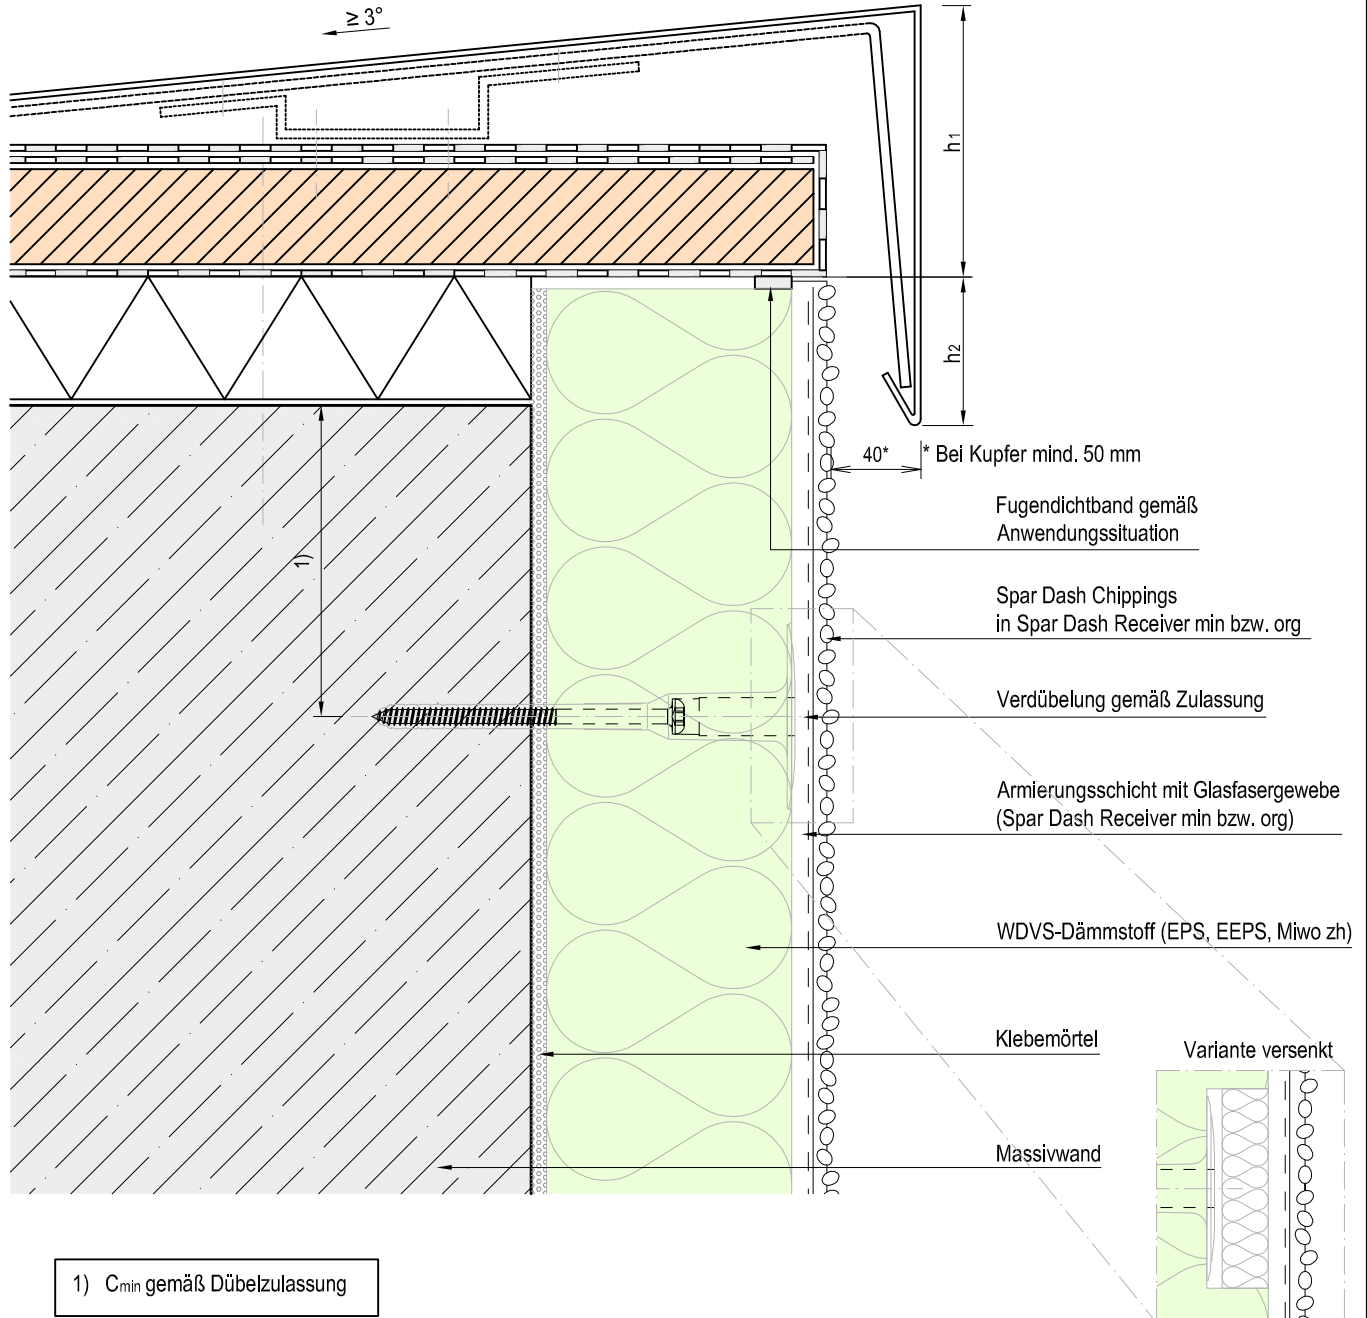 ≥ 3°
h1
h2
40*
* Bei Kupfer mind. 50 mm
Fugendichtband gemäß
Anwendungssituation
1)
Spar Dash Chippings
in Spar Dash Receiver min bzw. org
Verdübelung gemäß Zulassung
Armierungsschicht mit Glasfasergewebe
(Spar Dash Receiver min bzw. org)
WDVS-Dämmstoff (EPS, EEPS, Miwo zh)
Klebemörtel
Variante versenkt
Massivwand
1) Cmin gemäß Dübelzulassung